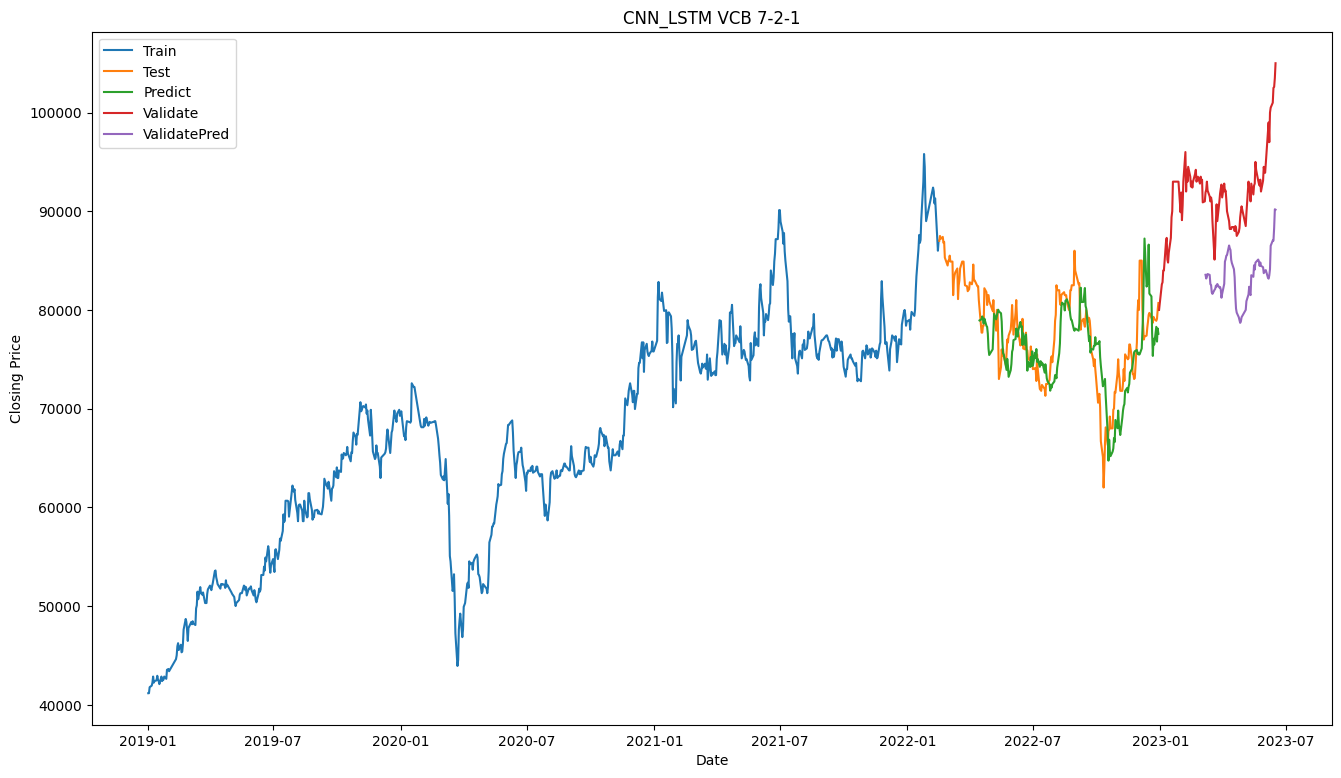 CNN_LSTM VCB 7-2-1
Train
Test
Predict
Validate
ValidatePred
100000
90000
80000
70000
60000
50000
40000
Closing Price
2019-01 2019-07 2020-01 2020-07 2021-01 2021-07 2022-01 2022-07 2023-01 2023-07
Date